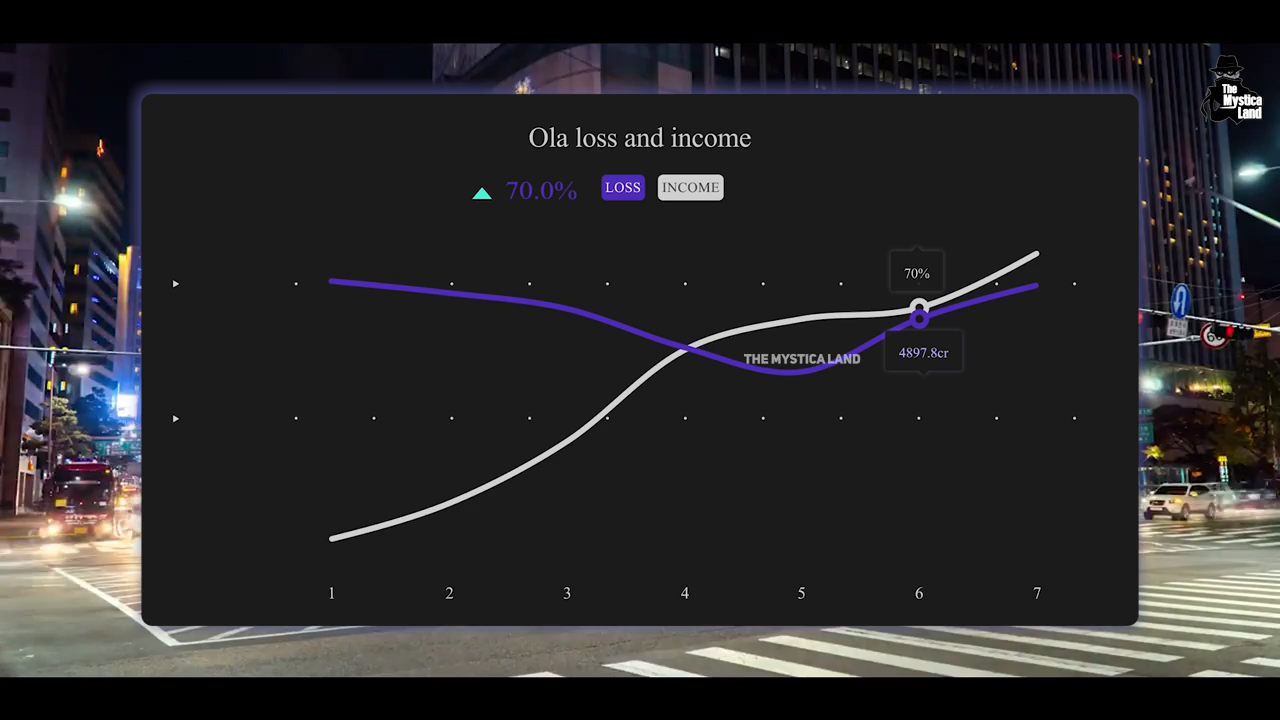 The
Mystica
Land
Ola loss and income
70.0% LOSS INCOME
70%
THE MYSTICA LAND
4897.8cr
1 2 3 4 5 6 7